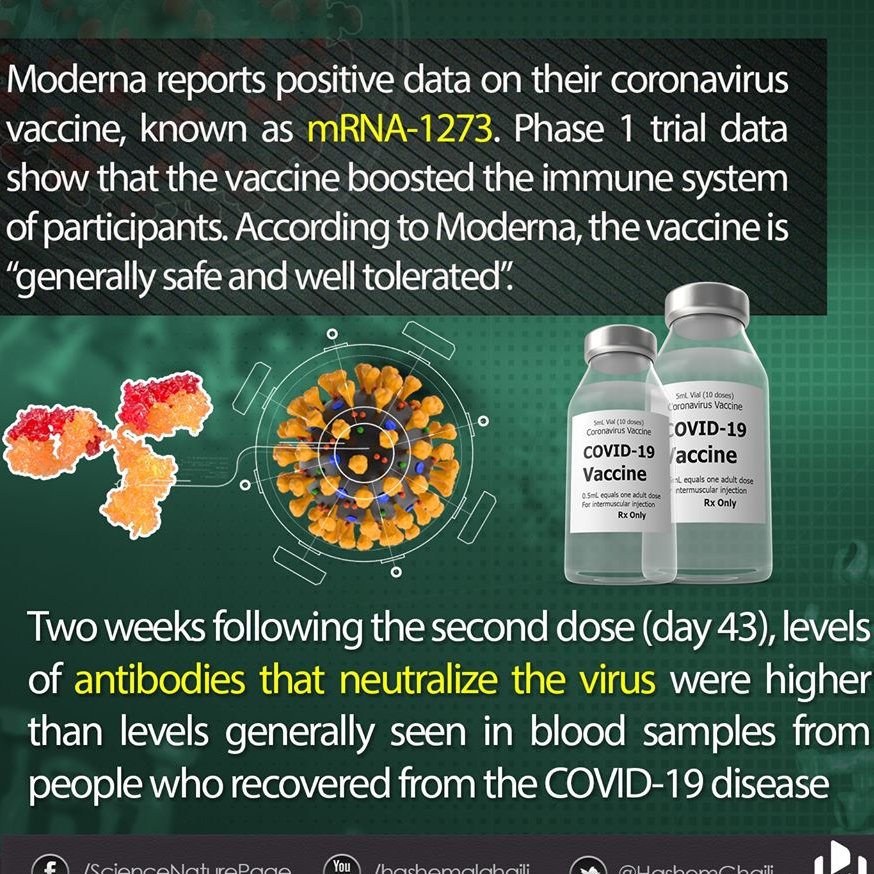 Moderna reports positive data on their coronavirus
vaccine, known as mRNA-1273. Phase 1 trial data
show that the vaccine boosted the immune system
of participants. According to Moderna, the vaccine is
“generally safe and well tolerated”.
5mL Vial (10 doses)
Coronavirus Vaccine
COVID-19
Vaccine
0.5mL equals one adult dose
For intermuscular injection
Rx Only
5mL Vial (10 doses)
Coronavirus Vaccine
COVID-19
Vaccine
mL equals one adult dose
intermuscular injection
Rx Only
Two weeks following the second dose (day 43), levels
of antibodies that neutralize the virus were higher
than levels generally seen in blood samples from
people who recovered from the COVID-19 disease
f /ScienceNaturePage You /hashemalghaili @HashemGhaili